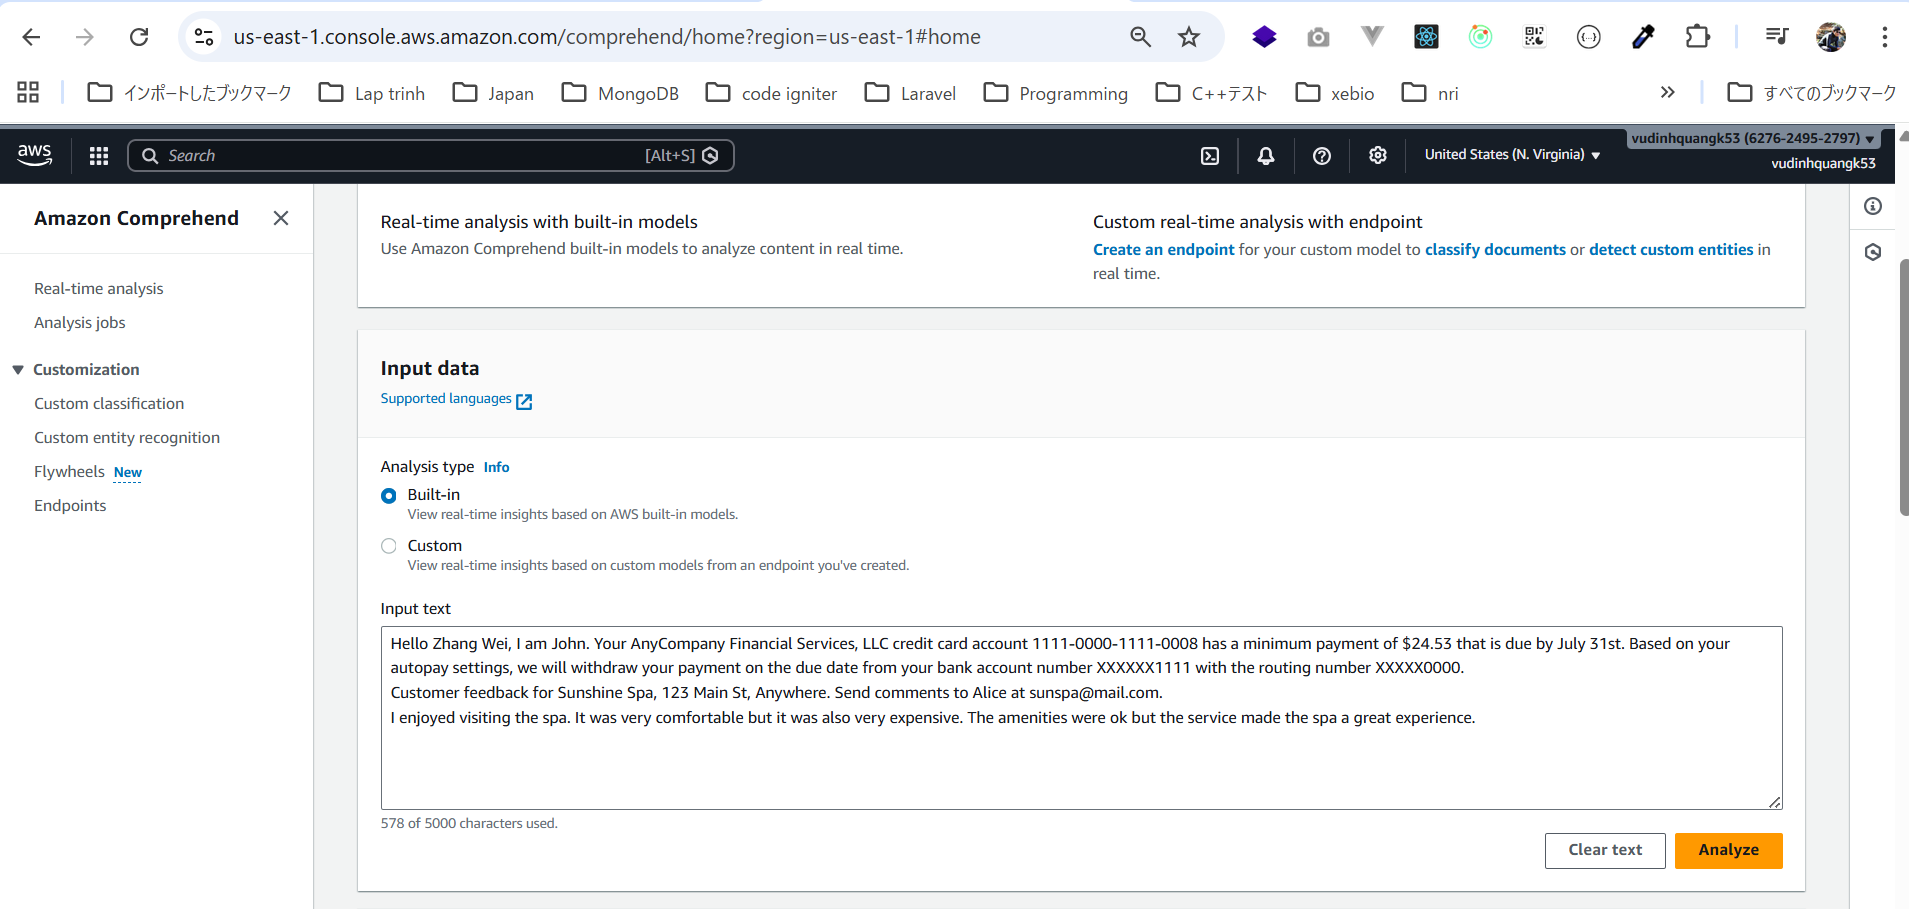 us-east-1.console.aws.amazon.com/comprehend/home?region=us-east-1#home
インポートしたブックマーク Lap trinh Japan MongoDB code igniter Laravel Programming C++テスト xebio nri » すべてのブックマーク
aws Search [Alt+S] United States (N. Virginia) vudinhquangk53 (6276-2495-2797)
vudinhquangk53
Amazon Comprehend
Real-time analysis
Analysis jobs
Customization
Custom classification
Custom entity recognition
Flywheels New
Endpoints
Real-time analysis with built-in models
Use Amazon Comprehend built-in models to analyze content in real time.
Custom real-time analysis with endpoint
Create an endpoint for your custom model to classify documents or detect custom entities in
real time.
Input data
Supported languages
Analysis type Info
Built-in
View real-time insights based on AWS built-in models.
Custom
View real-time insights based on custom models from an endpoint you've created.
Input text
Hello Zhang Wei, I am John. Your AnyCompany Financial Services, LLC credit card account 1111-0000-1111-0008 has a minimum payment of $24.53 that is due by July 31st. Based on your
autopay settings, we will withdraw your payment on the due date from your bank account number XXXXXX1111 with the routing number XXXXX0000.
Customer feedback for Sunshine Spa, 123 Main St, Anywhere. Send comments to Alice at sunspa@mail.com.
I enjoyed visiting the spa. It was very comfortable but it was also very expensive. The amenities were ok but the service made the spa a great experience.
578 of 5000 characters used.
Clear text Analyze